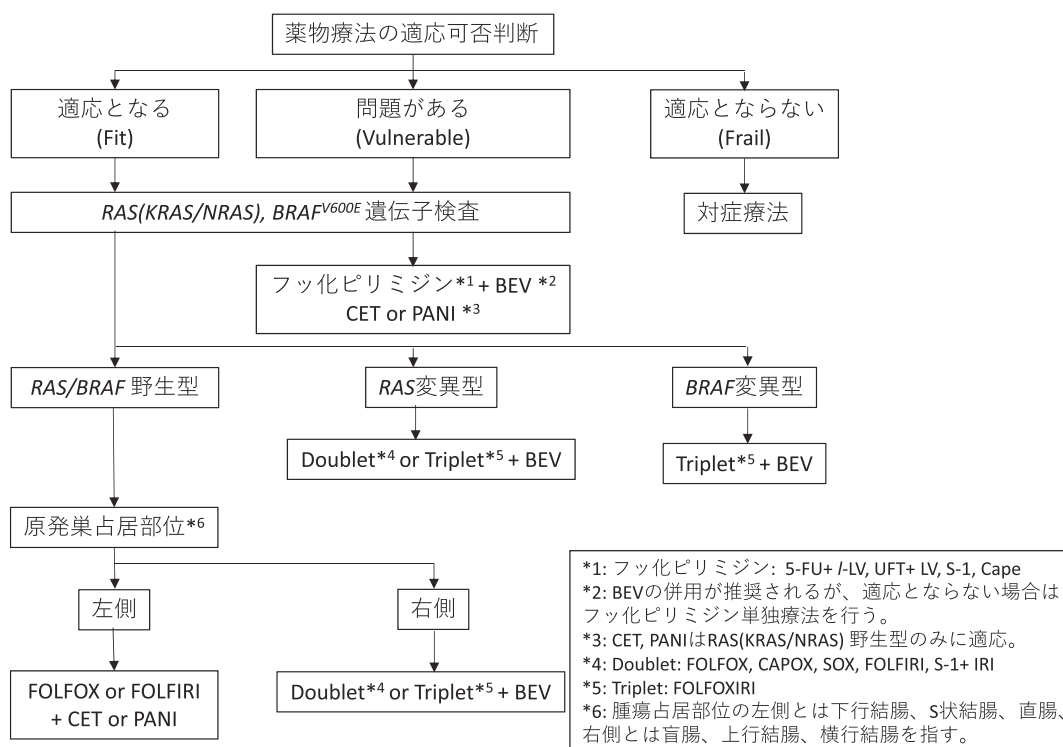 薬物療法の適応可否判断
適応となる
(Fit)
問題がある
(Vulnerable)
適応とならない
(Frail)
RAS(KRAS/NRAS), BRAF^V600E 遺伝子検査
対症療法
フッ化ピリミジン*1 + BEV *2
CET or PANI *3
RAS/BRAF 野生型
RAS変異型
BRAF変異型
Doublet*4 or Triplet*5 + BEV
Triplet*5 + BEV
原発巣占居部位*6
左側
右側
FOLFOX or FOLFIRI
+ CET or PANI
Doublet*4 or Triplet*5 + BEV
*1: フッ化ピリミジン: 5-FU+ l-LV, UFT+ LV, S-1, Cape
*2: BEVの併用が推奨されるが、適応とならない場合は
フッ化ピリミジン単独療法を行う。
*3: CET, PANIはRAS(KRAS/NRAS) 野生型のみに適応。
*4: Doublet: FOLFOX, CAPOX, SOX, FOLFIRI, S-1+ IRI
*5: Triplet: FOLFOXIRI
*6: 腫瘍占居部位の左側とは下行結腸、S状結腸、直腸、
右側とは盲腸、上行結腸、横行結腸を指す。